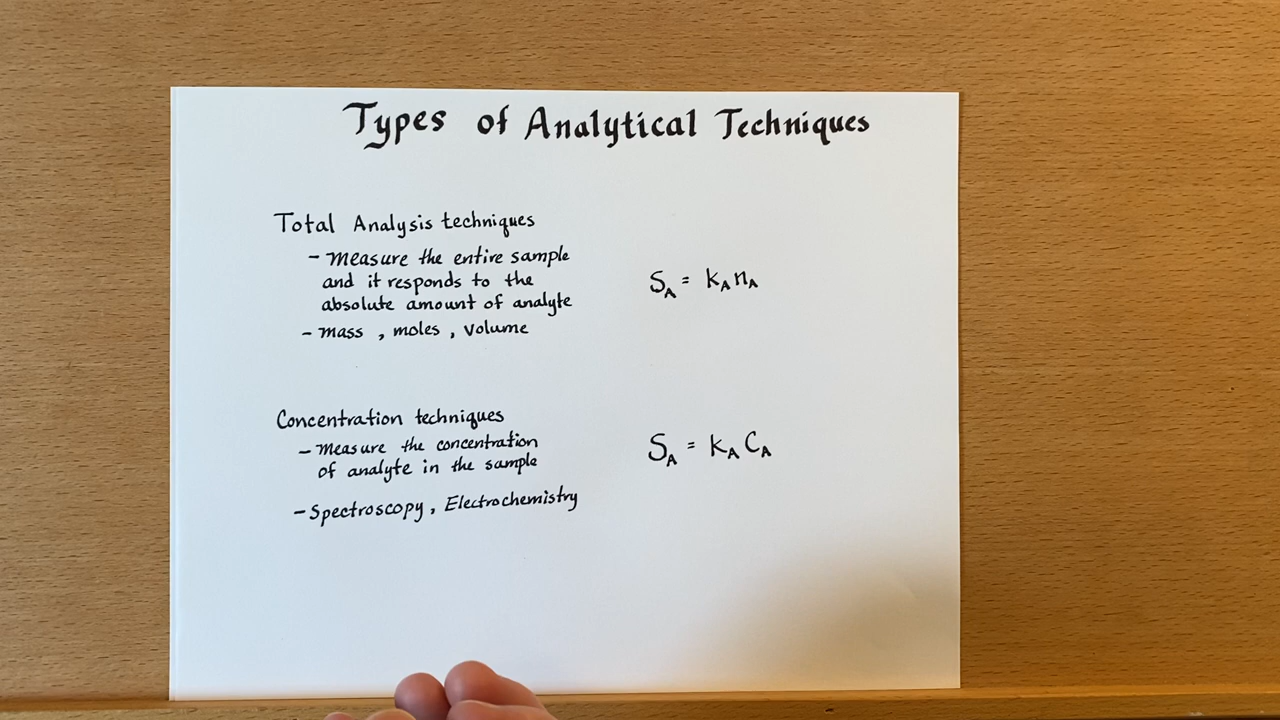 Types of Analytical Techniques
Total Analysis techniques
- measure the entire sample
and it responds to the
absolute amount of analyte
- mass , moles , volume
S_A = k_A n_A
Concentration techniques
- measure the concentration
of analyte in the sample
- Spectroscopy , Electrochemistry
S_A = k_A C_A